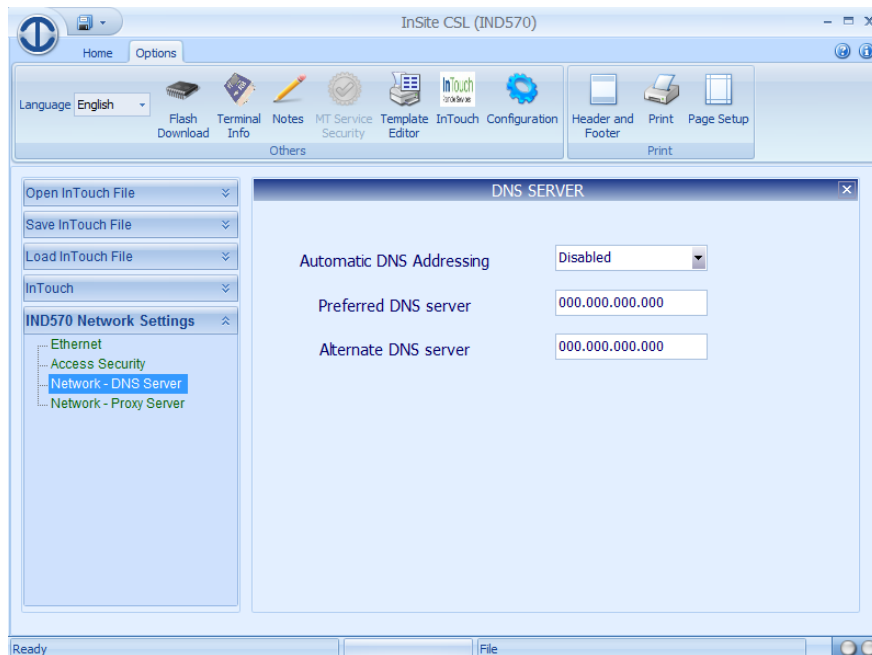 InSite CSL (IND570)
Home
Options
Language English
Flash Download
Terminal Info
Notes
MT Service Security
Template Editor
InTouch
InTouch
Configuration
Header and Footer
Print
Page Setup
Others
Print
Open InTouch File
Save InTouch File
Load InTouch File
InTouch
IND570 Network Settings
Ethernet
Access Security
Network - DNS Server
Network - Proxy Server
DNS SERVER
Automatic DNS Addressing
Disabled
Preferred DNS server
000.000.000.000
Alternate DNS server
000.000.000.000
Ready
File